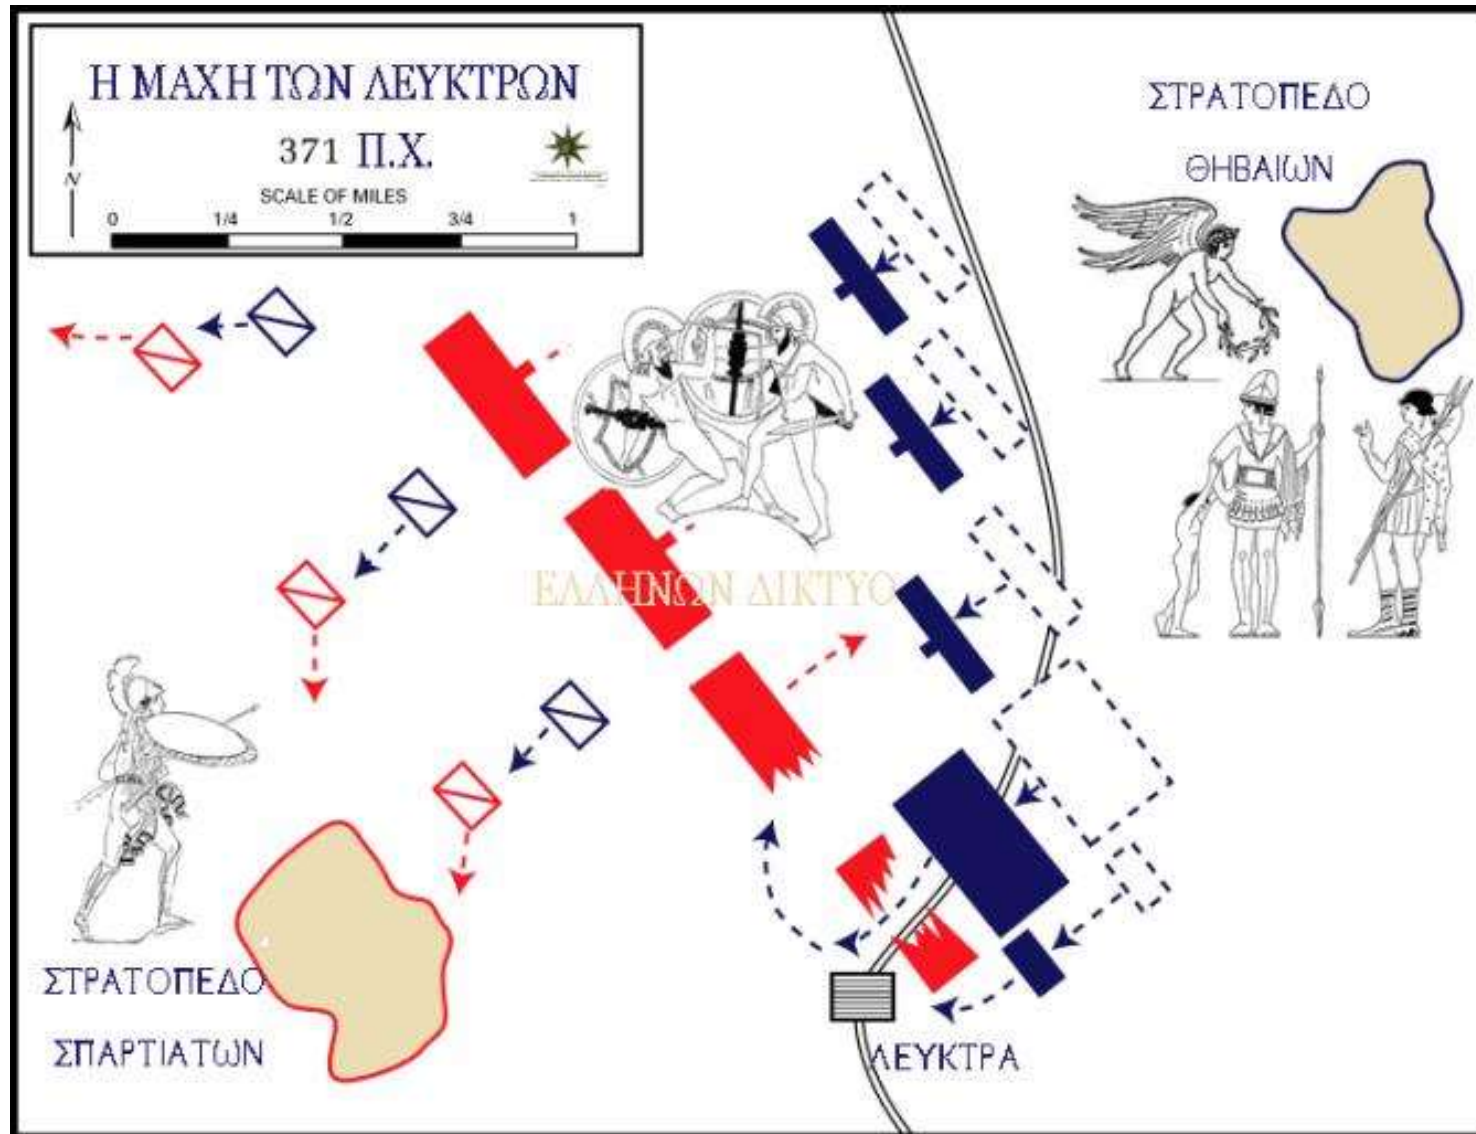 Η ΜΑΧΗ ΤΩΝ ΛΕΥΚΤΡΩΝ
371 Π.Χ.
SCALE OF MILES
0 1/4 1/2 3/4 1
N
ΣΤΡΑΤΟΠΕΔΟ
ΘΗΒΑΙΩΝ
ΕΛΛΗΝΩΝ ΔΙΚΤΥΟ
ΣΤΡΑΤΟΠΕΔΟ
ΣΠΑΡΤΙΑΤΩΝ
ΛΕΥΚΤΡΑ